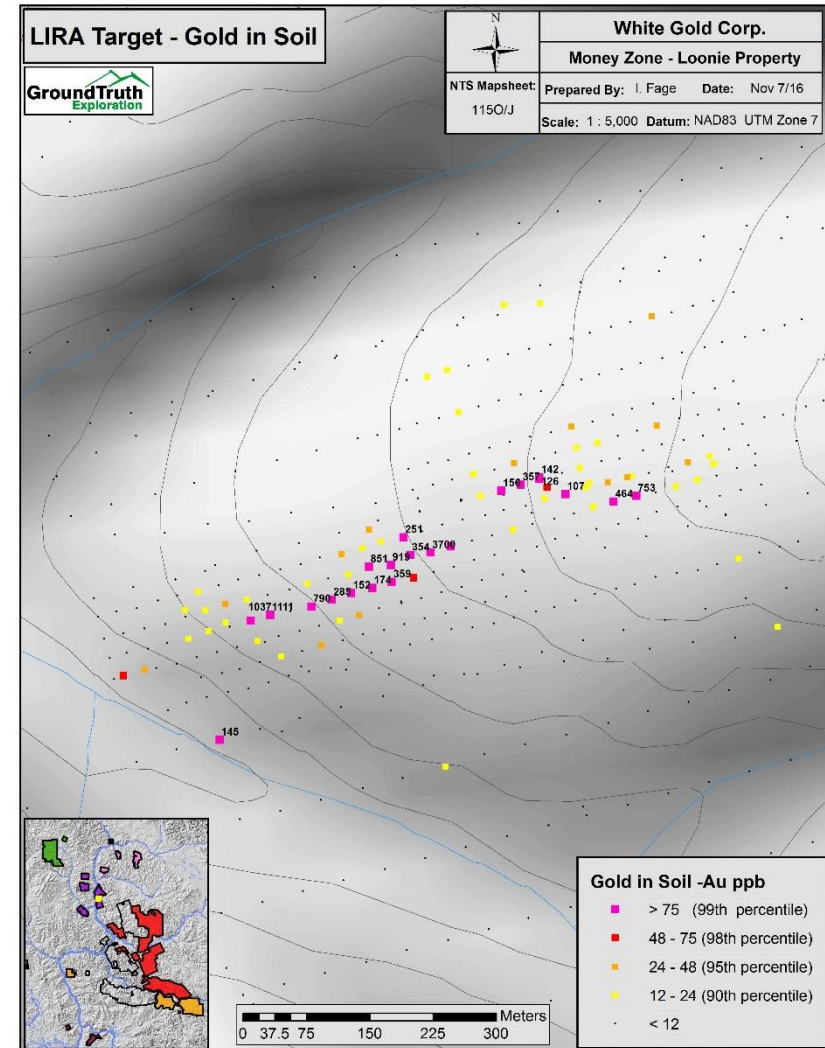 LIRA Target - Gold in Soil
GroundTruth
Exploration
N
NTS Mapsheet:
115O/J
White Gold Corp.
Money Zone - Loonie Property
Prepared By: I. Fage Date: Nov 7/16
Scale: 1 : 5,000 Datum: NAD83 UTM Zone 7
142
357
156
126
107
753
464
251
354
3700
919
851
359
174
152
285
790
1037
1111
145
Gold in Soil -Au ppb
> 75 (99th percentile)
48 - 75 (98th percentile)
24 - 48 (95th percentile)
12 - 24 (90th percentile)
< 12
Meters
0 37.5 75 150 225 300